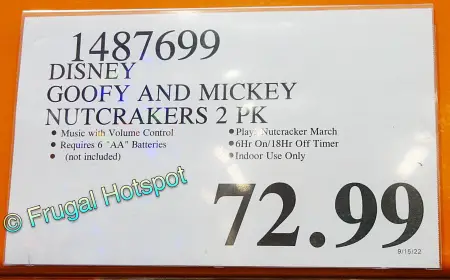 1487699
DISNEY
GOOFY AND MICKEY
NUTCRAKERS 2 PK
• Music with Volume Control
• Requires 6 "AA" Batteries
• (not included)
• Play: Nutcracker March
• 6Hr On/18Hr Off Timer
• Indoor Use Only
© Frugal Hotspot
72.99
9/15/22